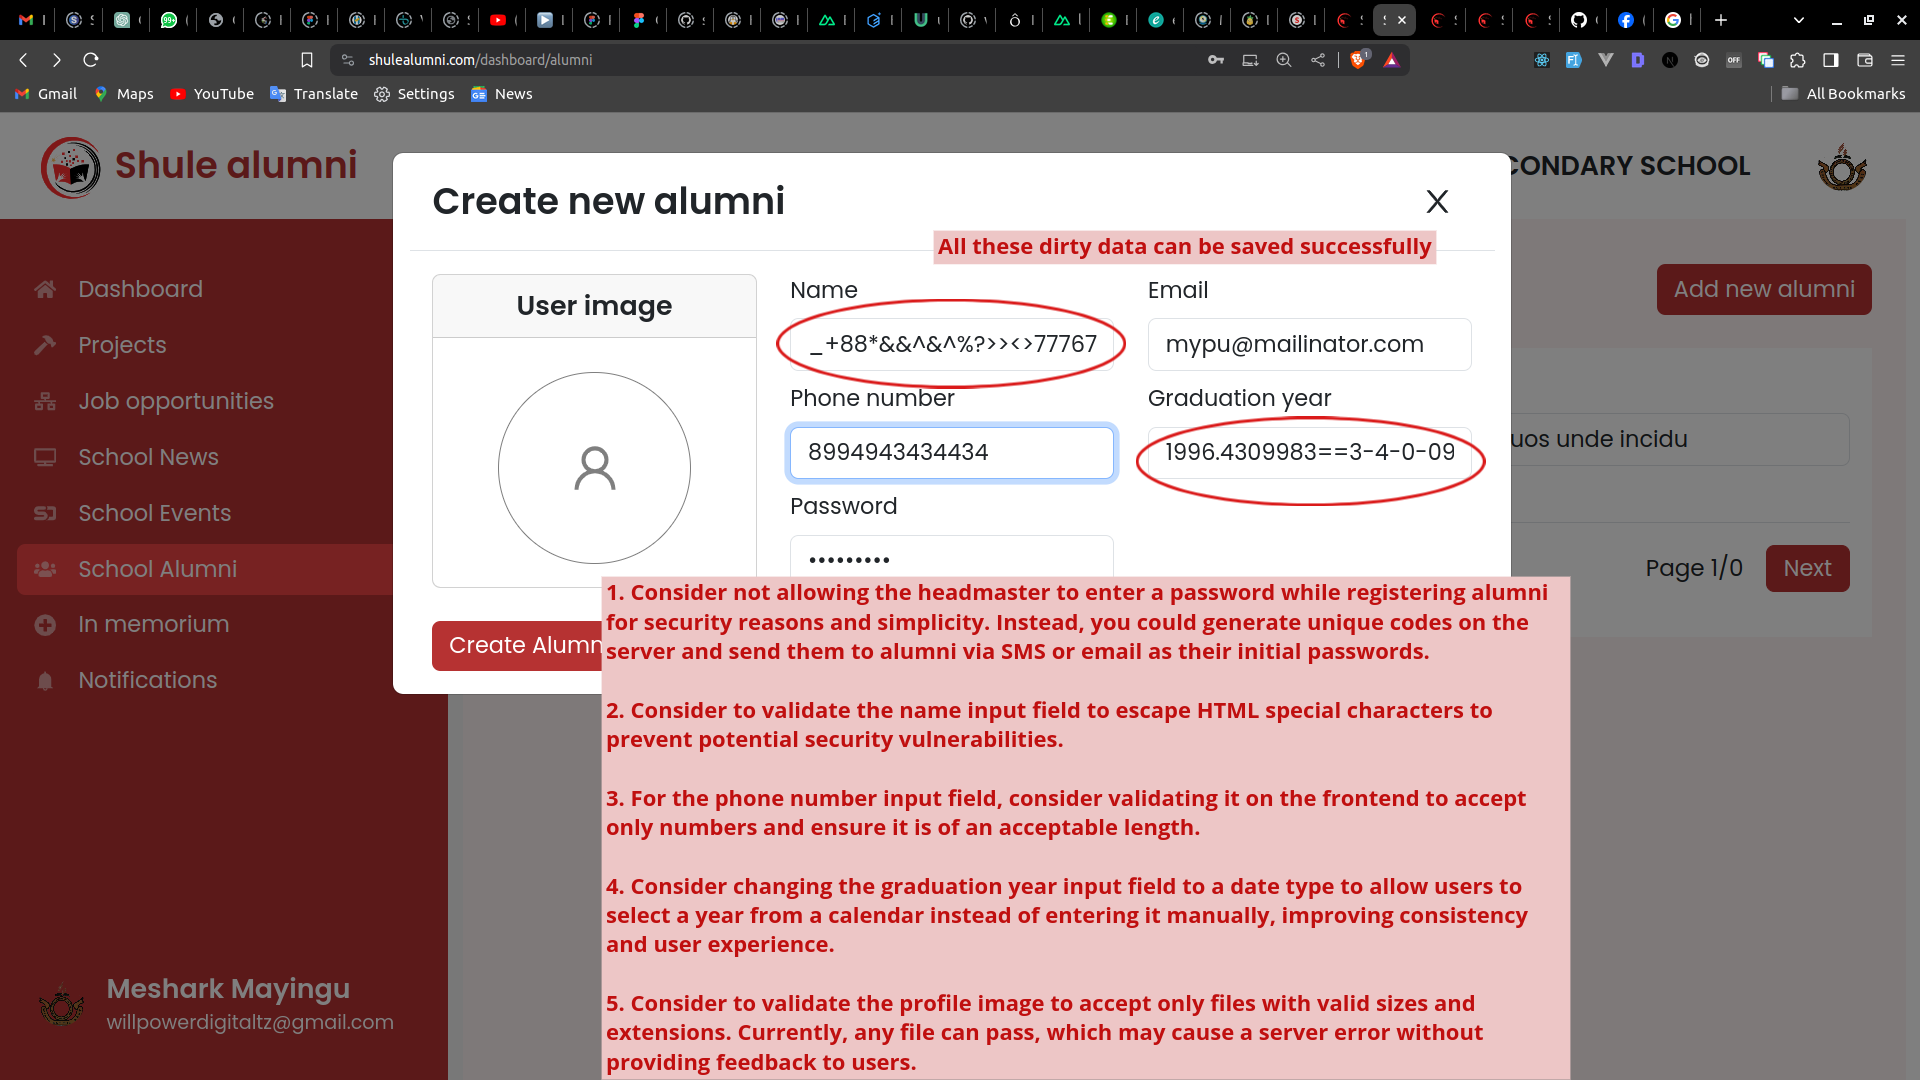 shulealumni.com/dashboard/alumni
Gmail
Maps
YouTube
Translate
Settings
News
All Bookmarks
Shule alumni
CONDARY SCHOOL
Create new alumni
X
All these dirty data can be saved successfully
Dashboard
Projects
Job opportunities
School News
School Events
School Alumni
In memorium
Notifications
Add new alumni
User image
Name
Email
_+88*&&^&^%?>><>77767
mypu@mailinator.com
Phone number
Graduation year
8994943434434
1996.4309983==3-4-0-09
uos unde incidu
Password
•••••••••
Page 1/0
Next
Create Alumn
1. Consider not allowing the headmaster to enter a password while registering alumni
for security reasons and simplicity. Instead, you could generate unique codes on the
server and send them to alumni via SMS or email as their initial passwords.
2. Consider to validate the name input field to escape HTML special characters to
prevent potential security vulnerabilities.
3. For the phone number input field, consider validating it on the frontend to accept
only numbers and ensure it is of an acceptable length.
4. Consider changing the graduation year input field to a date type to allow users to
select a year from a calendar instead of entering it manually, improving consistency
and user experience.
5. Consider to validate the profile image to accept only files with valid sizes and
extensions. Currently, any file can pass, which may cause a server error without
providing feedback to users.
Meshark Mayingu
willpowerdigitaltz@gmail.com